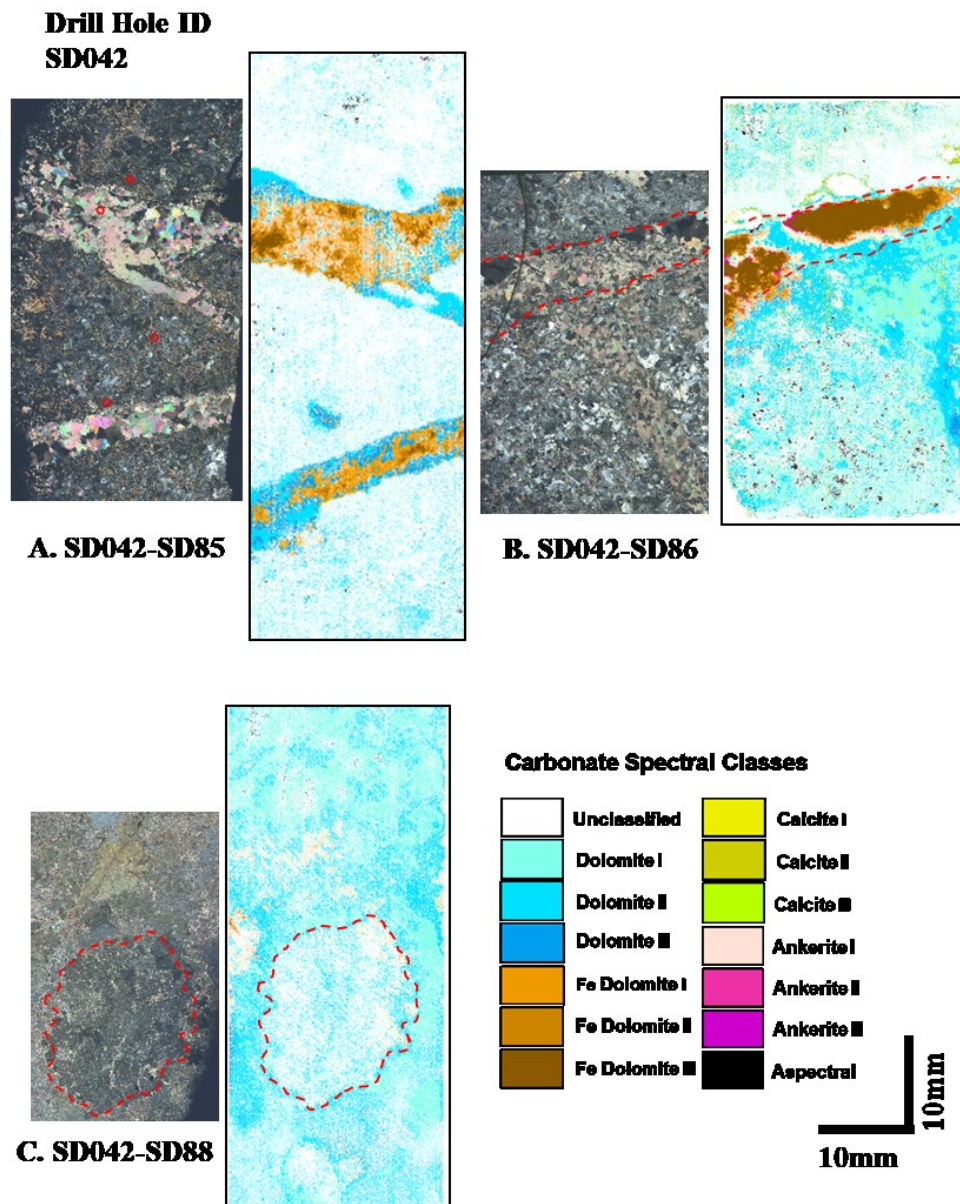 Drill Hole ID
SD042
A. SD042-SD85
B. SD042-SD86
C. SD042-SD88
Carbonate Spectral Classes
Unclassified
Dolomite I
Dolomite II
Dolomite III
Fe Dolomite I
Fe Dolomite II
Fe Dolomite III
Calcite I
Calcite II
Calcite III
Ankerite I
Ankerite II
Ankerite III
Aspectral
10mm
10mm